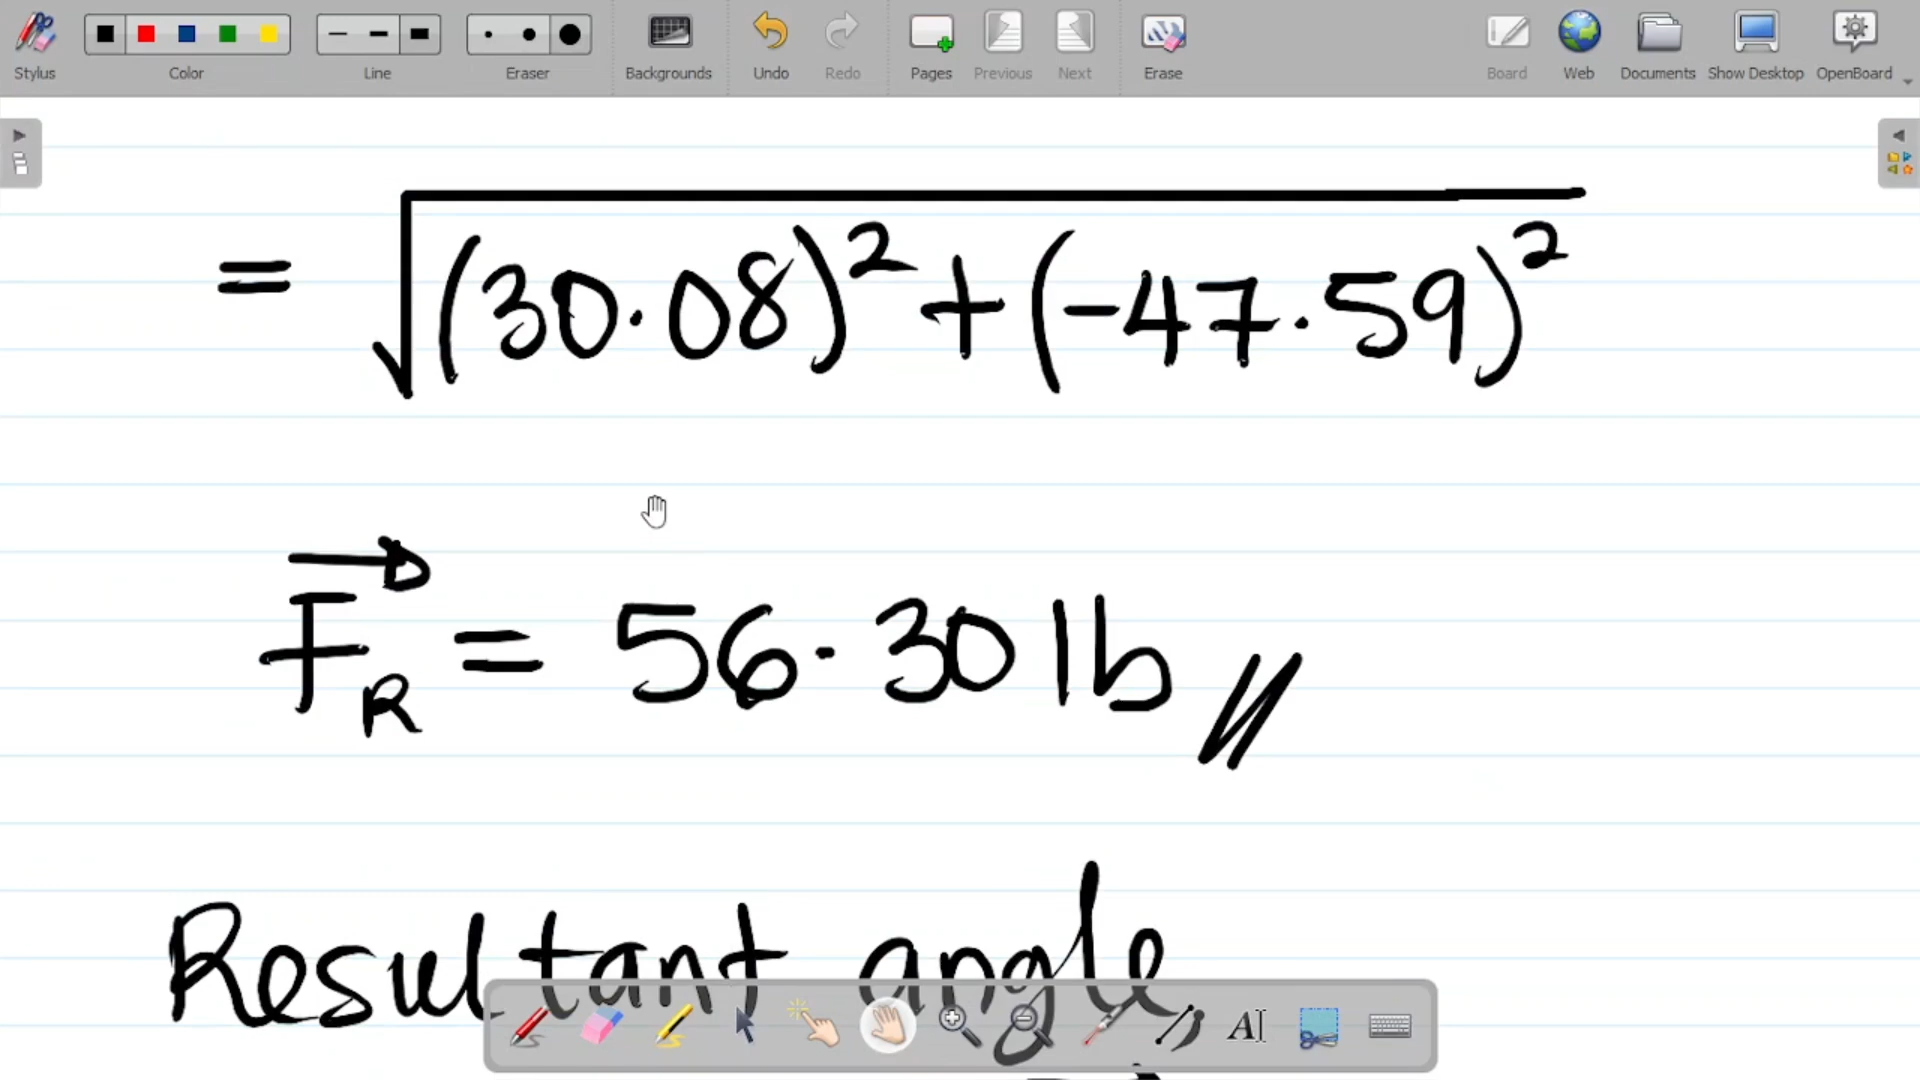 Stylus Color Line Eraser Backgrounds Undo Redo Pages Previous Next Erase Board Web Documents Show Desktop OpenBoard
= √(30.08)² + (-47.59)²
F⃗_R = 56.30 lb
Resultant angle